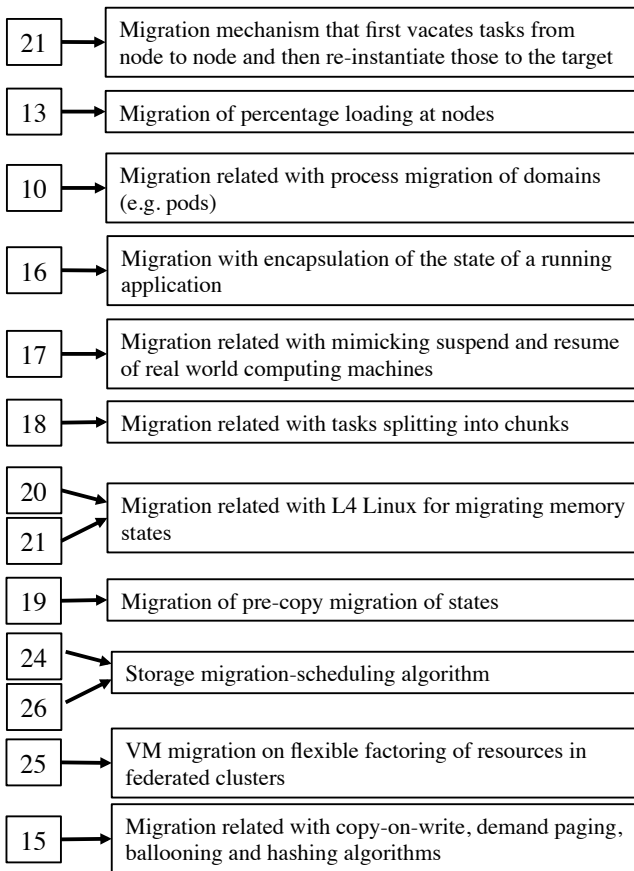 21
Migration mechanism that first vacates tasks from
node to node and then re-instantiate those to the target
13
Migration of percentage loading at nodes
10
Migration related with process migration of domains
(e.g. pods)
16
Migration with encapsulation of the state of a running
application
17
Migration related with mimicking suspend and resume
of real world computing machines
18
Migration related with tasks splitting into chunks
20
21
Migration related with L4 Linux for migrating memory
states
19
Migration of pre-copy migration of states
24
26
Storage migration-scheduling algorithm
25
VM migration on flexible factoring of resources in
federated clusters
15
Migration related with copy-on-write, demand paging,
ballooning and hashing algorithms